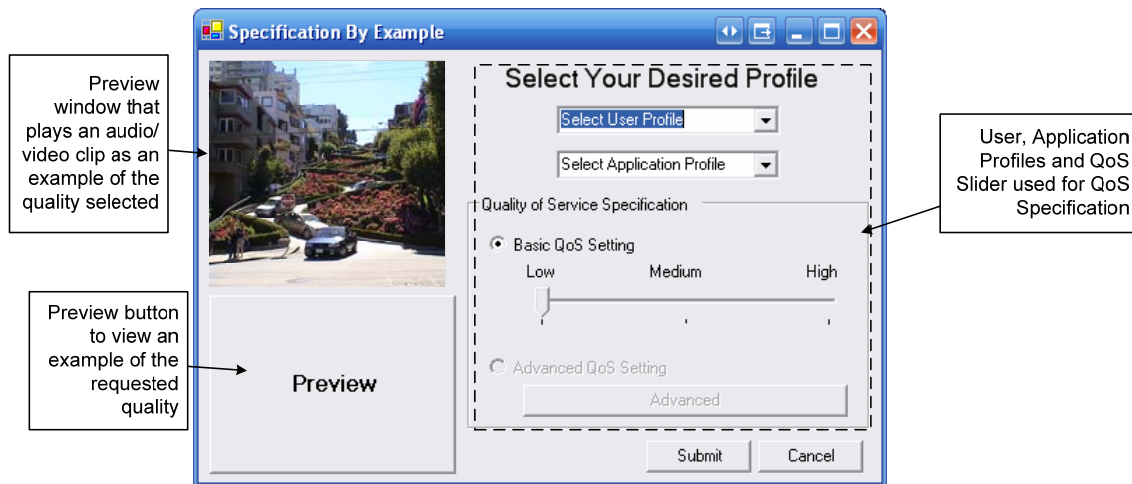 Specification By Example
Preview
window that
plays an audio/
video clip as an
example of the
quality selected
Select Your Desired Profile
Select User Profile
Select Application Profile
User, Application
Profiles and QoS
Slider used for QoS
Specification
Quality of Service Specification
Basic QoS Setting
Low Medium High
Preview button
to view an
example of the
requested
quality
Preview
Advanced QoS Setting
Advanced
Submit Cancel